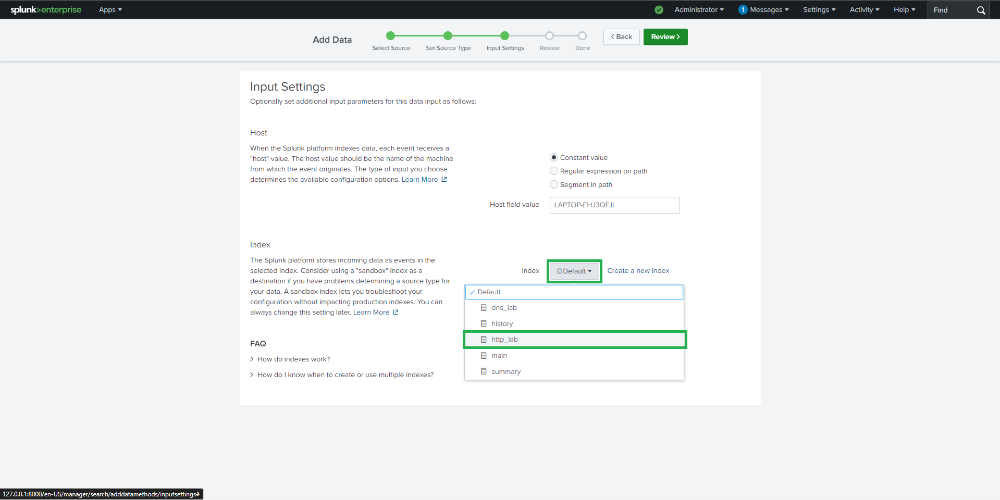 splunk>enterprise Apps Administrator 1 Messages Settings Activity Help Find
Add Data
Select Source Set Source Type Input Settings Review Done
< Back Review >
Input Settings
Optionally set additional input parameters for this data input as follows:
Host
When the Splunk platform indexes data, each event receives a
"host" value. The host value should be the name of the machine
from which the event originates. The type of input you choose
determines the available configuration options. Learn More
Constant value
Regular expression on path
Segment in path
Host field value LAPTOP-EHJ3QFJI
Index
The Splunk platform stores incoming data as events in the
selected index. Consider using a "sandbox" index as a
destination if you have problems determining a source type for
your data. A sandbox index lets you troubleshoot your
configuration without impacting production indexes. You can
always change this setting later. Learn More
Index Default Create a new index
Default
dns_lab
history
http_lab
main
summary
FAQ
> How do indexes work?
> How do I know when to create or use multiple indexes?
127.0.0.1:8000/en-US/manager/search/adddatamethods/inputsettings#